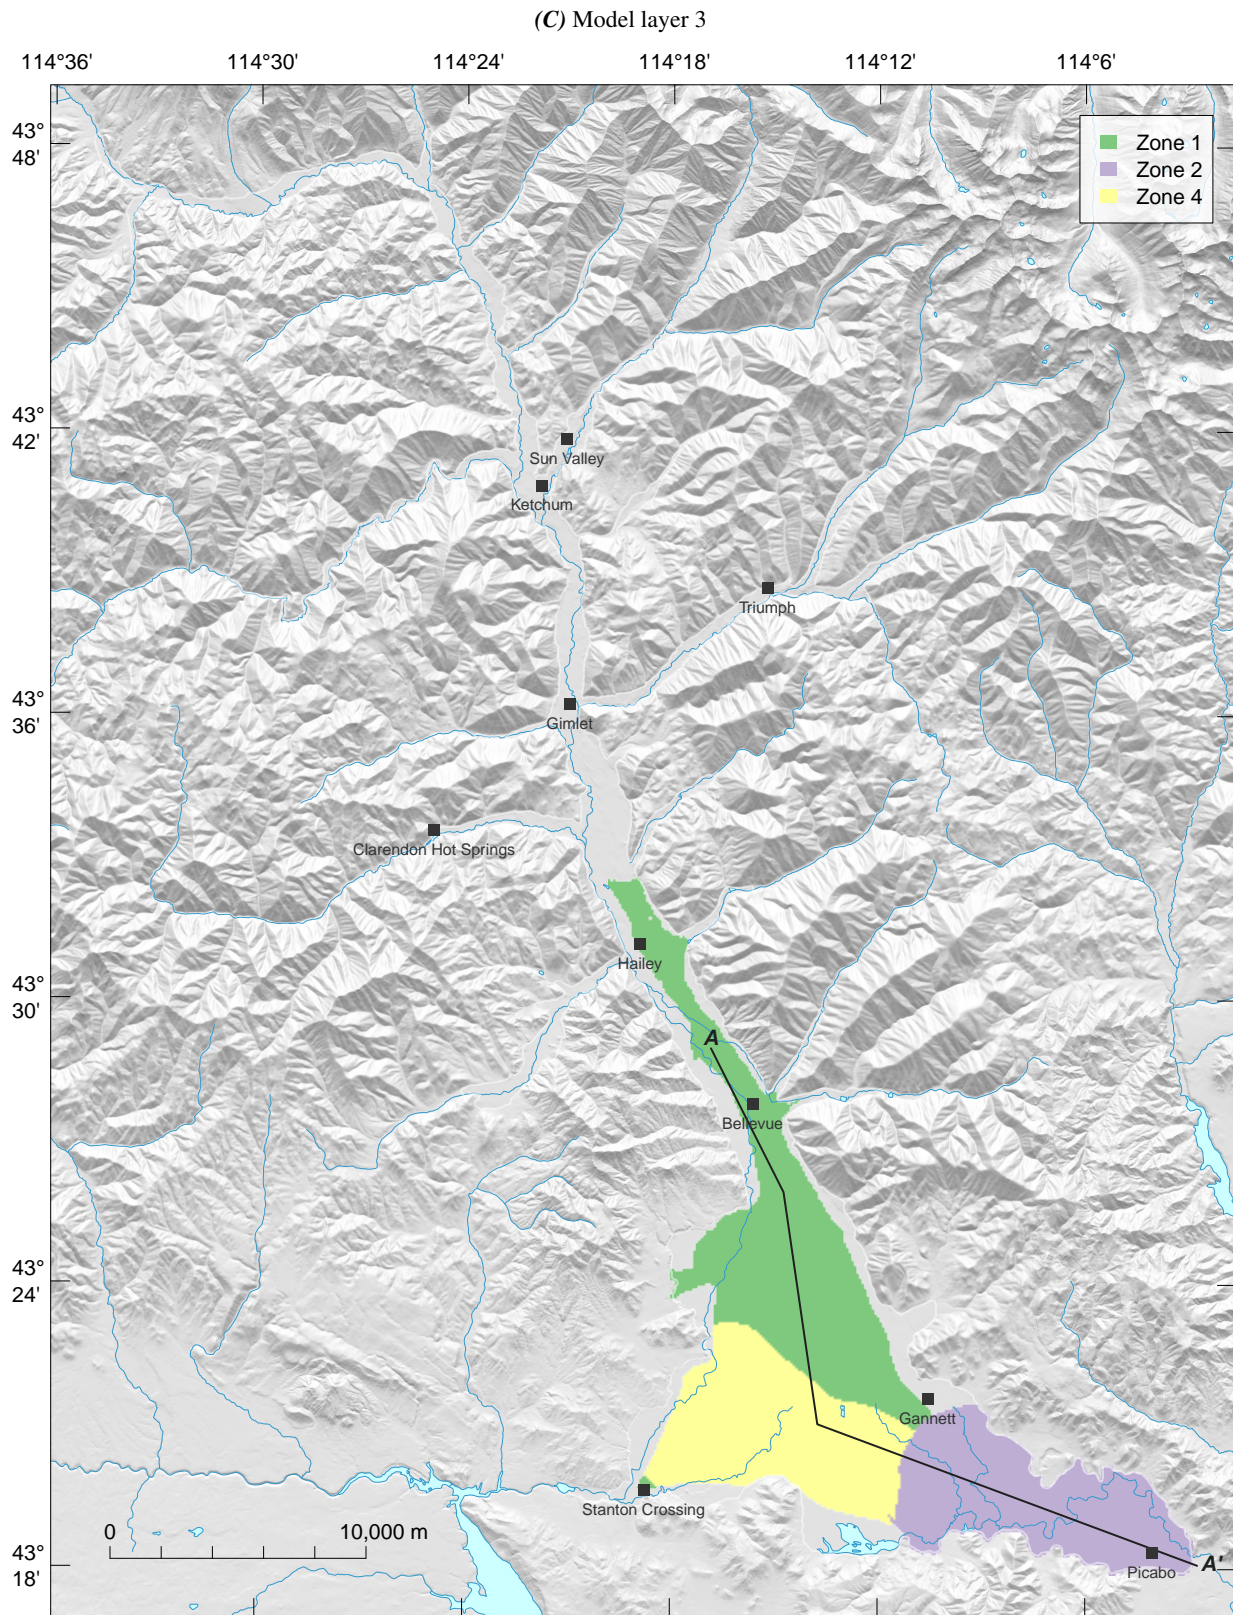 (C) Model layer 3
114°36' 114°30' 114°24' 114°18' 114°12' 114°6'
43°
48'
Zone 1
Zone 2
Zone 4
43°
42'
Sun Valley
Ketchum
Triumph
43°
36'
Gimlet
Clarendon Hot Springs
Hailey
43°
30'
A
Bellevue
43°
24'
Gannett
Stanton Crossing
0 10,000 m
43°
18'
Picabo
A'